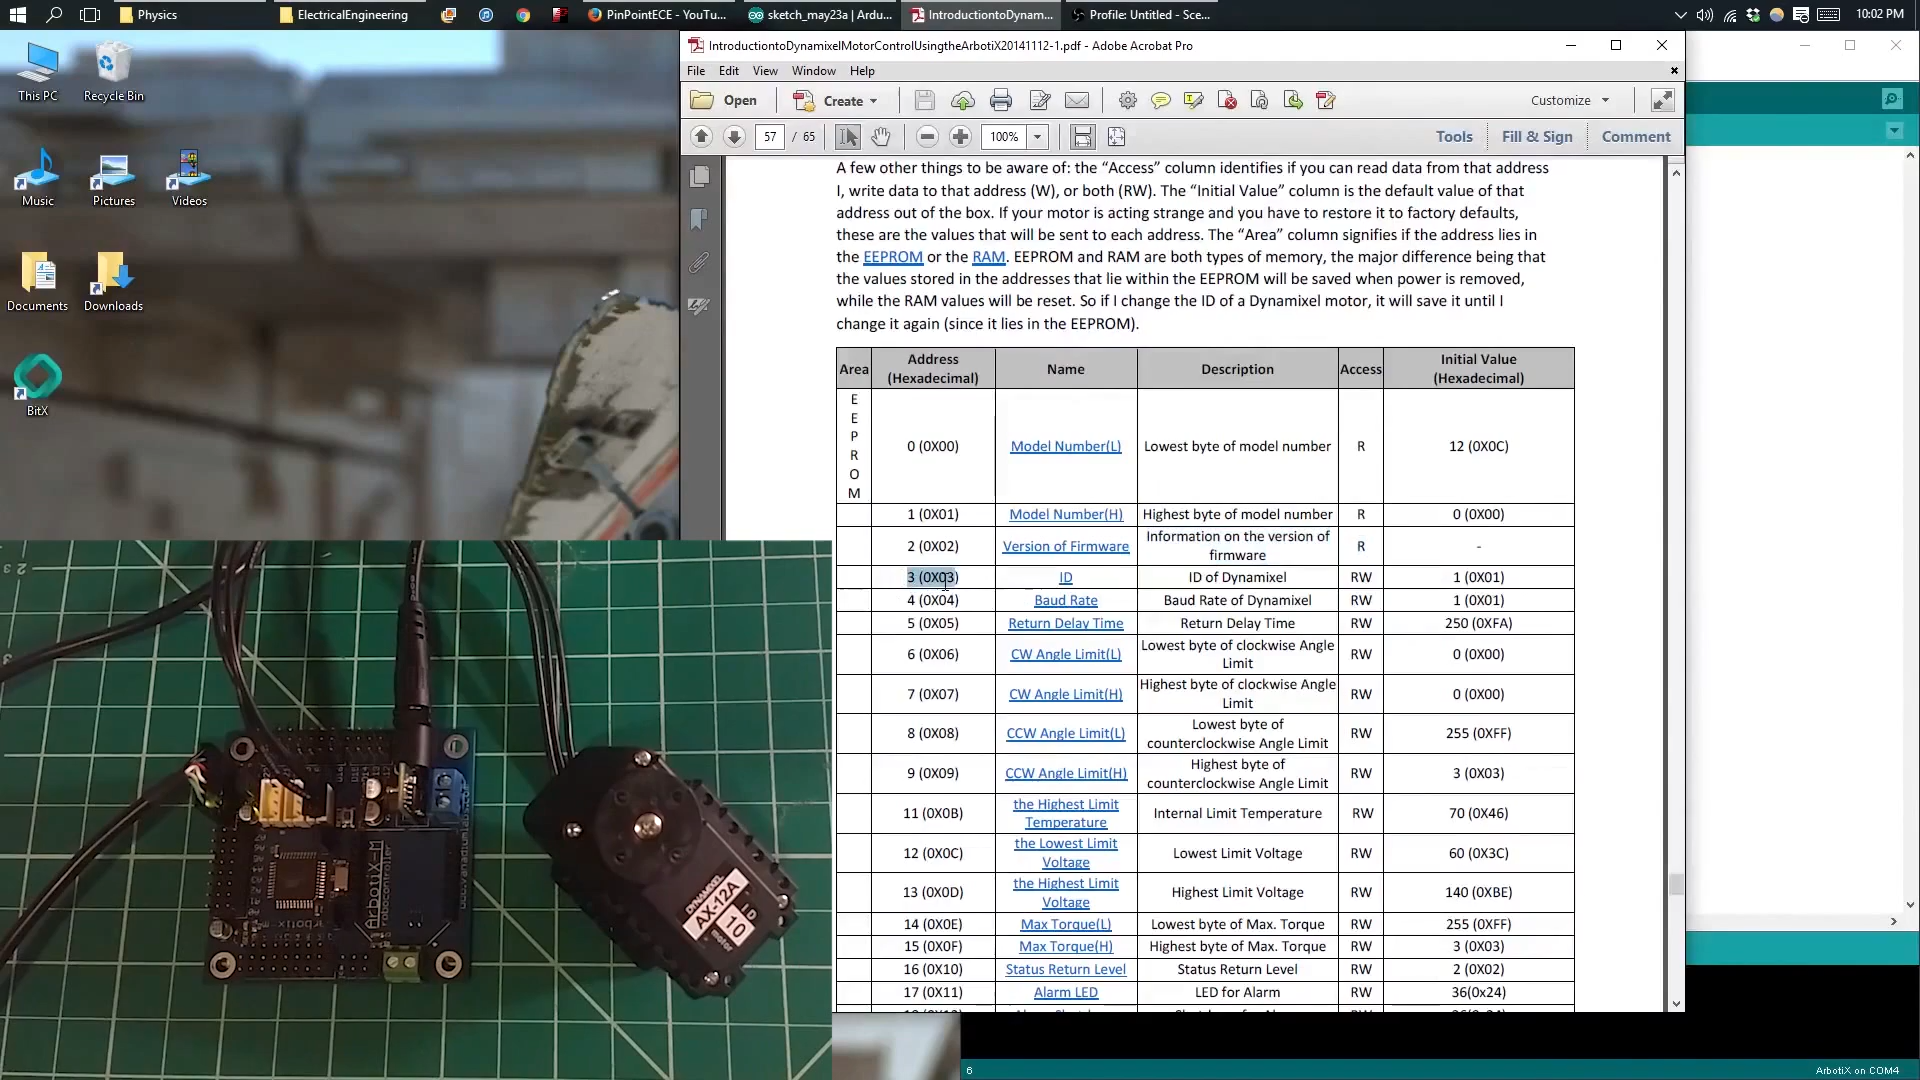 Physics
ElectricalEngineering
PinPointECE - YouTu...
sketch_may23a | Ardu...
IntroductiontoDynam...
Profile: Untitled - Sce...
10:02 PM
This PC
Recycle Bin
Music
Pictures
Videos
Documents
Downloads
BitX
IntroductiontoDynamixelMotorControlUsingtheArbotiX20141112-1.pdf - Adobe Acrobat Pro
File Edit View Window Help
Open
Create
Customize
57 / 65
100%
Tools
Fill & Sign
Comment
A few other things to be aware of: the “Access” column identifies if you can read data from that address
I, write data to that address (W), or both (RW). The “Initial Value” column is the default value of that
address out of the box. If your motor is acting strange and you have to restore it to factory defaults,
these are the values that will be sent to each address. The “Area” column signifies if the address lies in
the EEPROM or the RAM. EEPROM and RAM are both types of memory, the major difference being that
the values stored in the addresses that lie within the EEPROM will be saved when power is removed,
while the RAM values will be reset. So if I change the ID of a Dynamixel motor, it will save it until I
change it again (since it lies in the EEPROM).
Area Address (Hexadecimal) Name Description Access Initial Value (Hexadecimal)
EEPROM 0 (0X00) Model Number(L) Lowest byte of model number R 12 (0X0C)
1 (0X01) Model Number(H) Highest byte of model number R 0 (0X00)
2 (0X02) Version of Firmware Information on the version of firmware R -
3 (0X03) ID ID of Dynamixel RW 1 (0X01)
4 (0X04) Baud Rate Baud Rate of Dynamixel RW 1 (0X01)
5 (0X05) Return Delay Time Return Delay Time RW 250 (0XFA)
6 (0X06) CW Angle Limit(L) Lowest byte of clockwise Angle Limit RW 0 (0X00)
7 (0X07) CW Angle Limit(H) Highest byte of clockwise Angle Limit RW 0 (0X00)
8 (0X08) CCW Angle Limit(L) Lowest byte of counterclockwise Angle Limit RW 255 (0XFF)
9 (0X09) CCW Angle Limit(H) Highest byte of counterclockwise Angle Limit RW 3 (0X03)
11 (0X0B) the Highest Limit Temperature Internal Limit Temperature RW 70 (0X46)
12 (0X0C) the Lowest Limit Voltage Lowest Limit Voltage RW 60 (0X3C)
13 (0X0D) the Highest Limit Voltage Highest Limit Voltage RW 140 (0XBE)
14 (0X0E) Max Torque(L) Lowest byte of Max. Torque RW 255 (0XFF)
15 (0X0F) Max Torque(H) Highest byte of Max. Torque RW 3 (0X03)
16 (0X10) Status Return Level Status Return Level RW 2 (0X02)
17 (0X11) Alarm LED LED for Alarm RW 36(0x24)
ArbotiX-M
robocontroller
DYNAMIXEL
AX-12A
ID
10
motor
6
ArbotiX on COM4